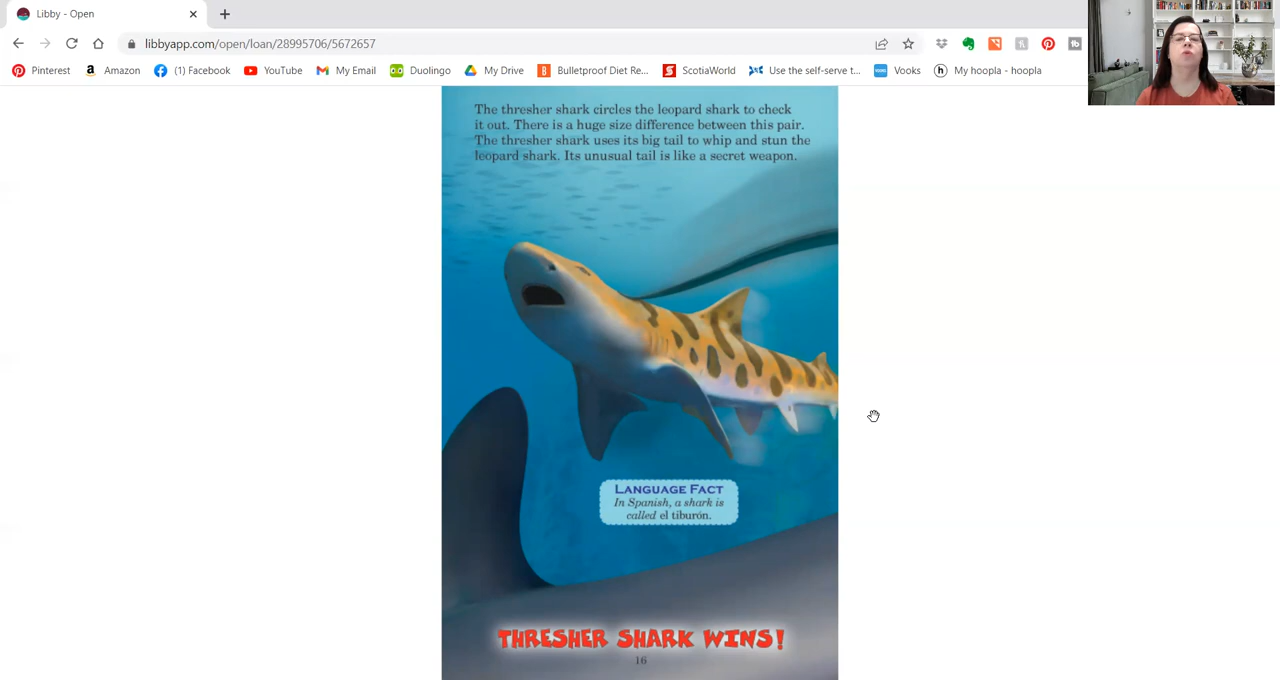 Libby - Open
libbyapp.com/open/loan/28995706/5672657
Pinterest Amazon (1) Facebook YouTube My Email Duolingo My Drive Bulletproof Diet Re... ScotiaWorld Use the self-serve t... Vooks My hoopla - hoopla
The thresher shark circles the leopard shark to check
it out. There is a huge size difference between this pair.
The thresher shark uses its big tail to whip and stun the
leopard shark. Its unusual tail is like a secret weapon.
LANGUAGE FACT
In Spanish, a shark is
called el tiburón.
THRESHER SHARK WINS!
16